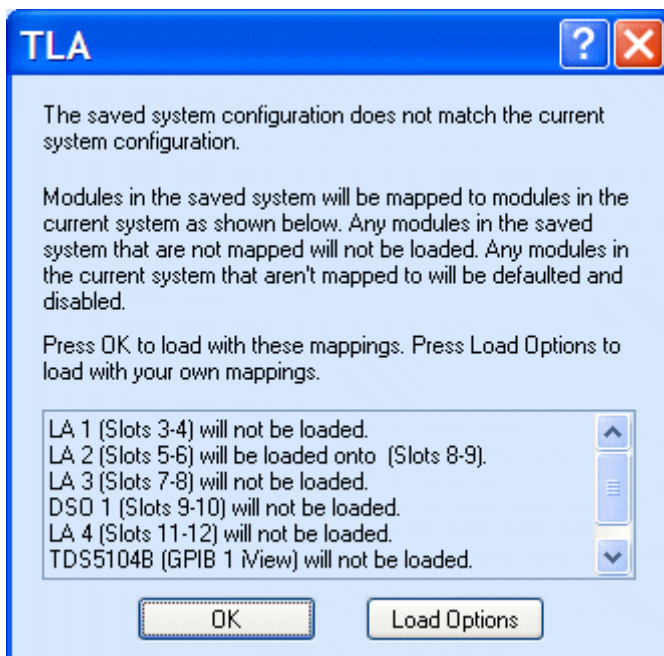 TLA
The saved system configuration does not match the current
system configuration.
Modules in the saved system will be mapped to modules in the
current system as shown below. Any modules in the saved
system that are not mapped will not be loaded. Any modules in
the current system that aren't mapped to will be defaulted and
disabled.
Press OK to load with these mappings. Press Load Options to
load with your own mappings.
LA 1 (Slots 3-4) will not be loaded.
LA 2 (Slots 5-6) will be loaded onto  (Slots 8-9).
LA 3 (Slots 7-8) will not be loaded.
DSO 1 (Slots 9-10) will not be loaded.
LA 4 (Slots 11-12) will not be loaded.
TDS5104B (GPIB 1 iView) will not be loaded.
OK
Load Options